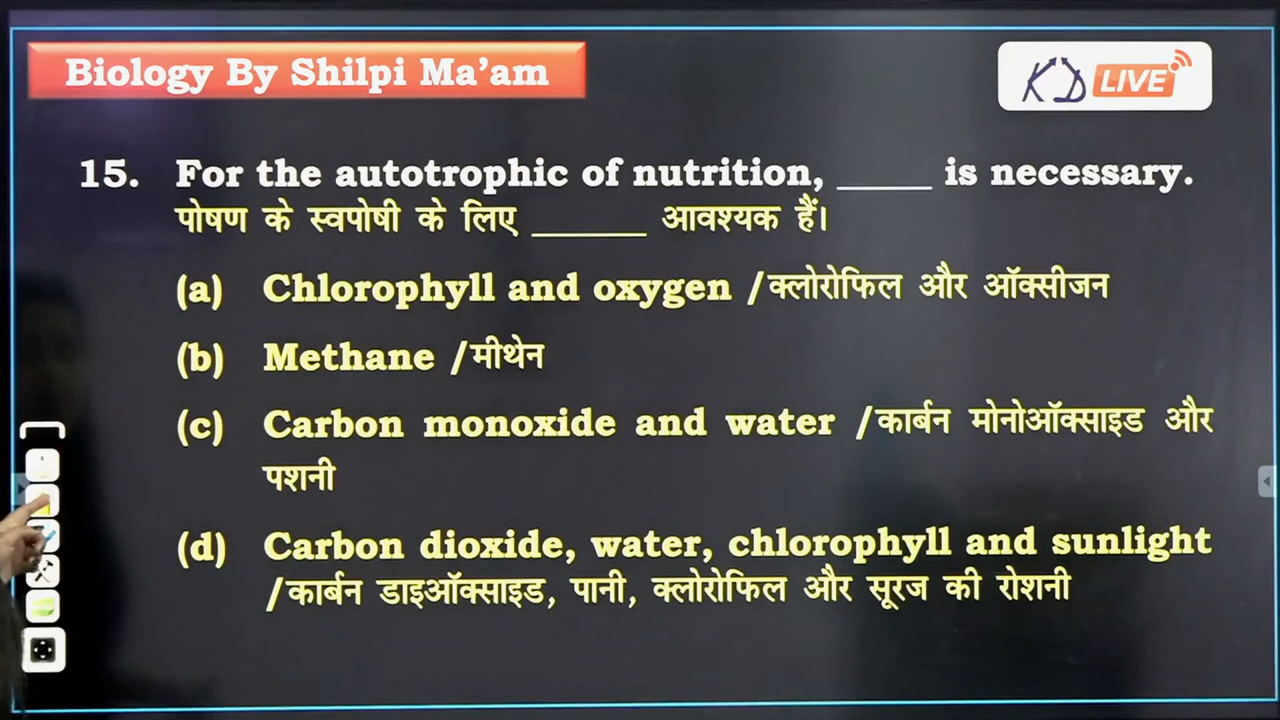 Biology By Shilpi Ma’am
KD LIVE
15. For the autotrophic of nutrition, _____ is necessary.
पोषण के स्वपोषी के लिए ______ आवश्यक हैं।
(a) Chlorophyll and oxygen /क्लोरोफिल और ऑक्सीजन
(b) Methane /मीथेन
(c) Carbon monoxide and water /कार्बन मोनोऑक्साइड और
पशनी
(d) Carbon dioxide, water, chlorophyll and sunlight
/कार्बन डाइऑक्साइड, पानी, क्लोरोफिल और सूरज की रोशनी